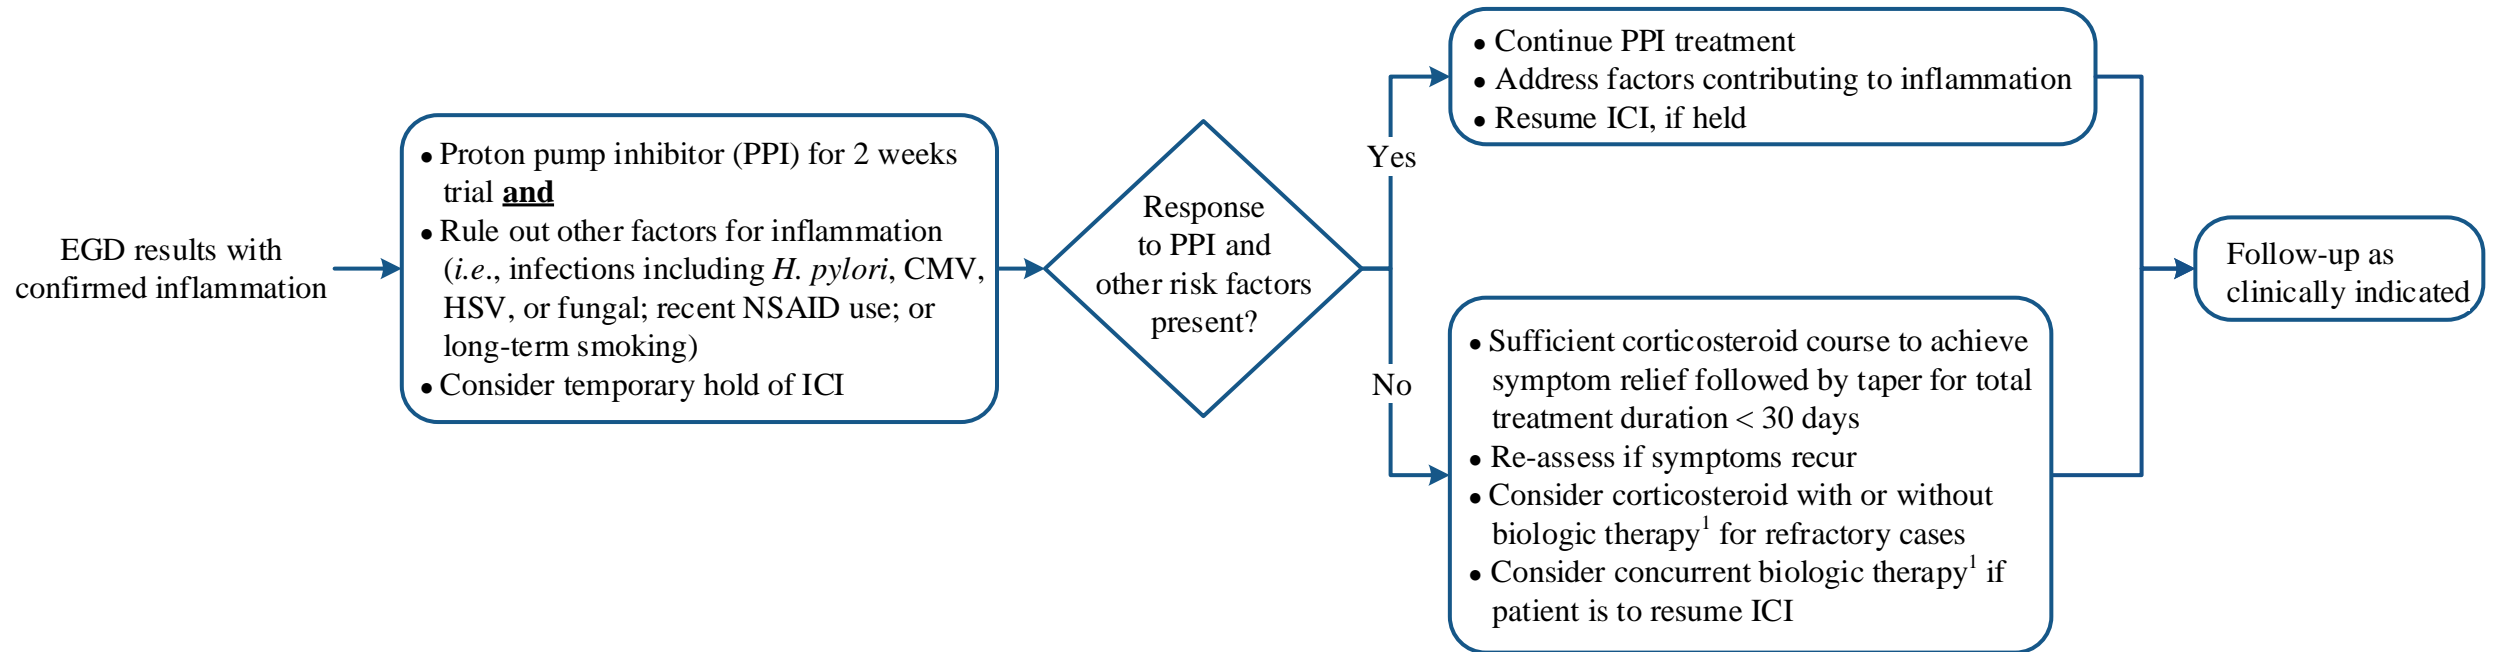 EGD results with
confirmed inflammation
● Proton pump inhibitor (PPI) for 2 weeks
trial and
● Rule out other factors for inflammation
(i.e., infections including H. pylori, CMV,
HSV, or fungal; recent NSAID use; or
long-term smoking)
● Consider temporary hold of ICI
Response
to PPI and
other risk factors
present?
Yes
● Continue PPI treatment
● Address factors contributing to inflammation
● Resume ICI, if held
No
● Sufficient corticosteroid course to achieve
symptom relief followed by taper for total
treatment duration < 30 days
● Re-assess if symptoms recur
● Consider corticosteroid with or without
biologic therapy¹ for refractory cases
● Consider concurrent biologic therapy¹ if
patient is to resume ICI
Follow-up as
clinically indicated